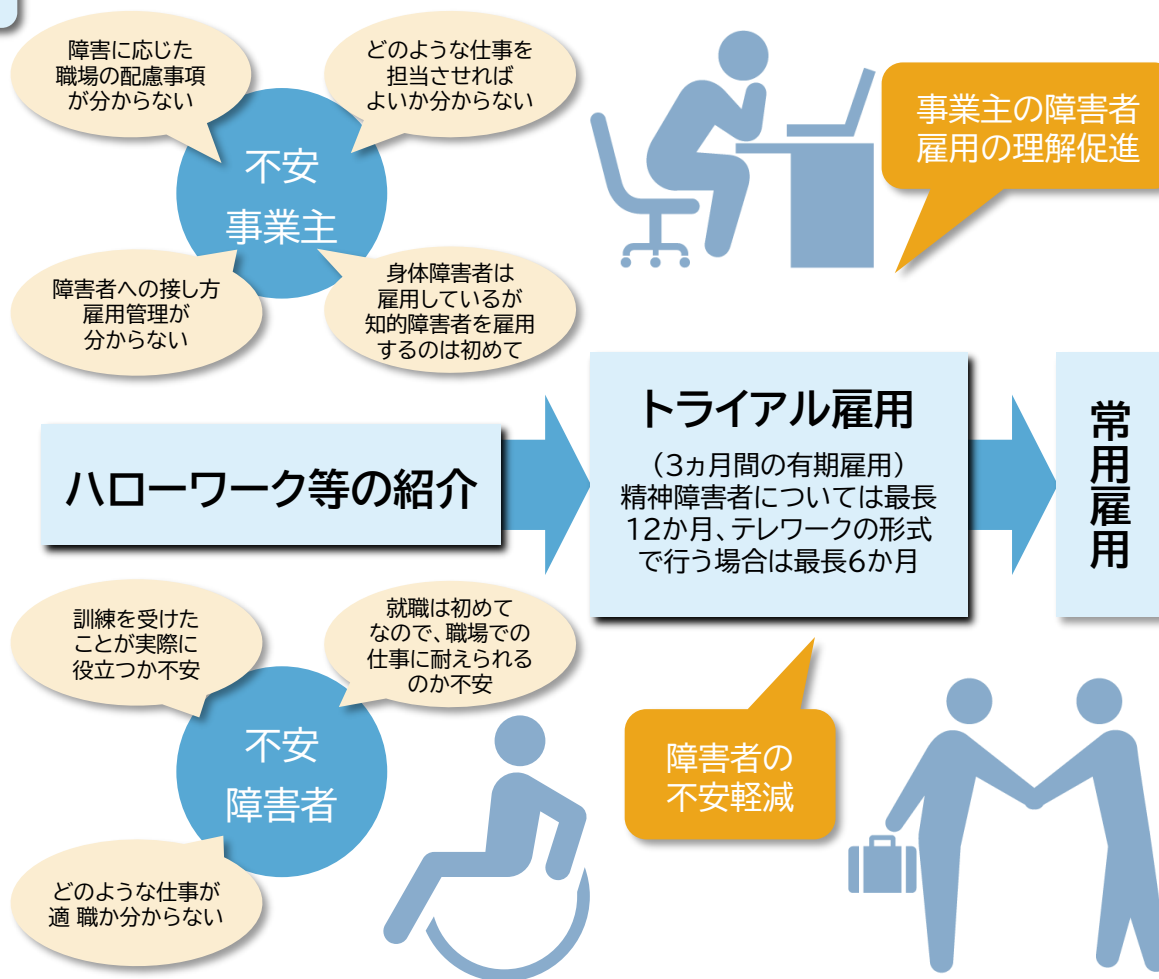 障害に応じた
職場の配慮事項
が分からない
どのような仕事を
担当させれば
よいか分からない
不安
事業主
障害者への接し方
雇用管理が
分からない
身体障害者は
雇用しているが
知的障害者を雇用
するのは初めて
事業主の障害者
雇用の理解促進
ハローワーク等の紹介
トライアル雇用
(3ヵ月間の有期雇用)
精神障害者については最長
12か月、テレワークの形式
で行う場合は最長6か月
常用雇用
訓練を受けた
ことが実際に
役立つか不安
就職は初めて
なので、職場での
仕事に耐えられる
のか不安
不安
障害者
どのような仕事が
適 職か分からない
障害者の
不安軽減